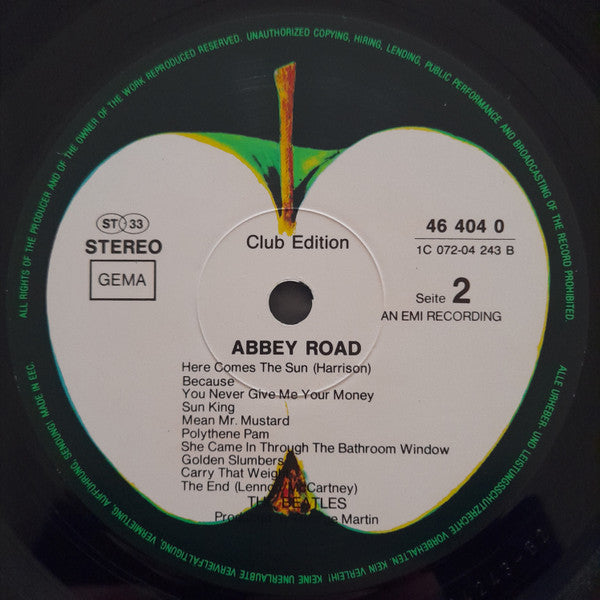 ALL RIGHTS OF THE PRODUCER AND OF THE OWNER OF THE WORK REPRODUCED RESERVED. UNAUTHORIZED COPYING, HIRING, LENDING, PUBLIC PERFORMANCE AND BROADCASTING OF THE RECORD PROHIBITED.
ST 33
STEREO
GEMA
Club Edition
46 404 0
1C 072-04 243 B
Seite 2
AN EMI RECORDING
ABBEY ROAD
Here Comes The Sun (Harrison)
Because
You Never Give Me Your Money
Sun King
Mean Mr. Mustard
Polythene Pam
She Came In Through The Bathroom Window
Golden Slumbers
Carry That Weight
The End (Lennon/McCartney)
THE BEATLES
Martin
ALLE URHEBER- UND LEISTUNGSSCHUTZRECHTE VORBEHALTEN. KEIN VERLEIH! KEINE UNERLAUBTE VERVIELFÄLTIGUNG, VERMIETUNG, AUFFÜHRUNG, SENDUNG! MADE IN EEC.